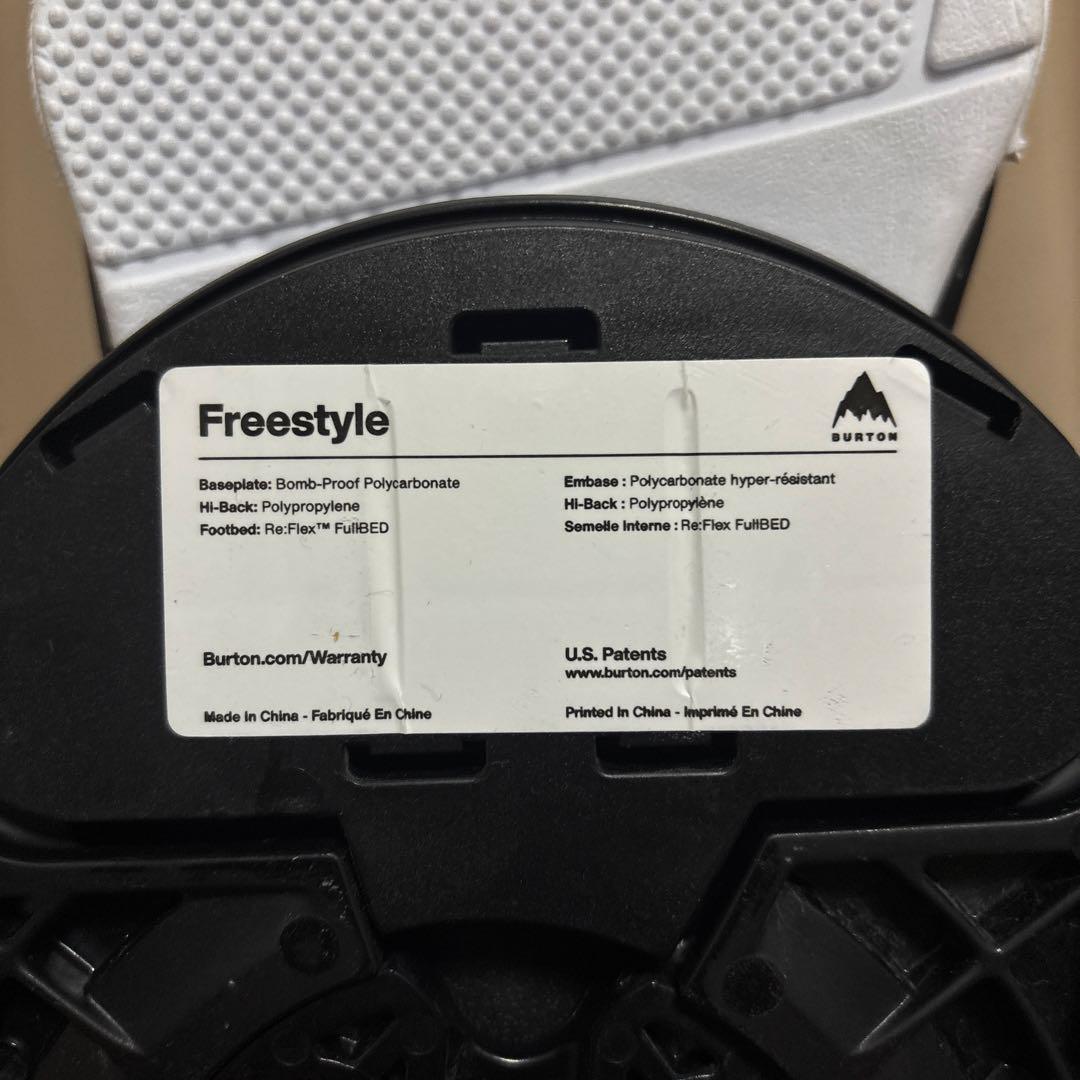 Freestyle
BURTON
Baseplate: Bomb-Proof Polycarbonate
Hi-Back: Polypropylene
Footbed: Re:Flex™ FullBED
Embase : Polycarbonate hyper-résistant
Hi-Back : Polypropylène
Semelle Interne : Re:Flex FullBED
Burton.com/Warranty
U.S. Patents
www.burton.com/patents
Made In China - Fabriqué En Chine
Printed In China - Imprimé En Chine